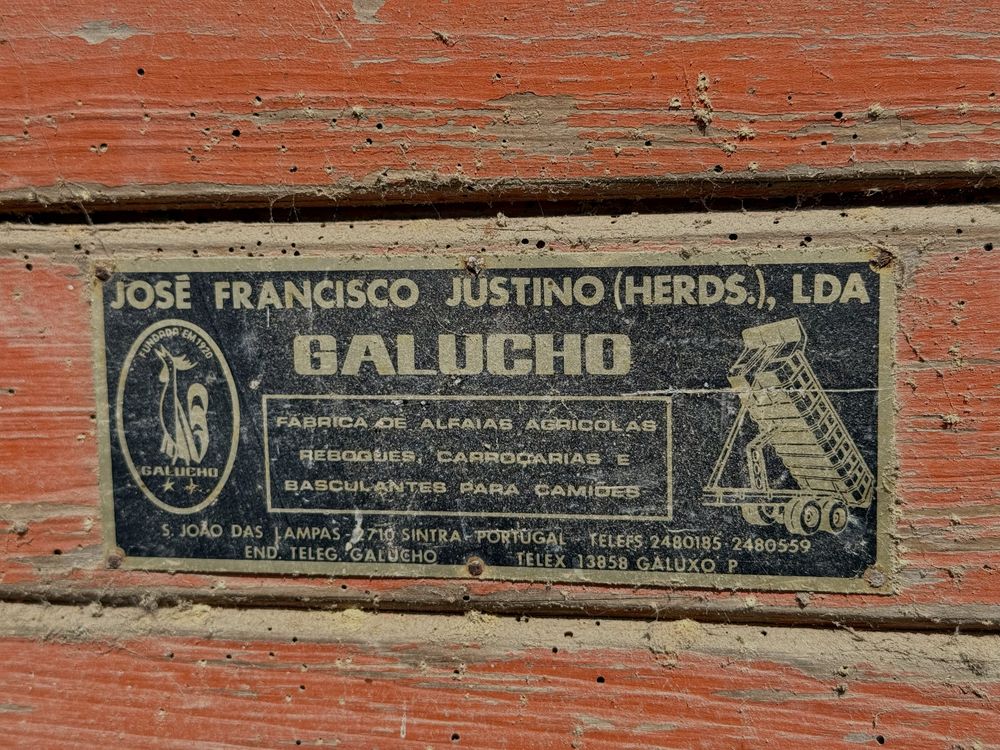 JOSÉ FRANCISCO JUSTINO (HERDS.), LDA
FUNDADA EM 1920
GALUCHO
GALUCHO
FÁBRICA DE ALFAIAS AGRICOLAS
REBOQUES, CARROÇARIAS E
BASCULANTES PARA CAMIÕES
S. JOÃO DAS LAMPAS - 2710 SINTRA - PORTUGAL - TELEFS 2480185 2480559
END. TELEG. GALUCHO TELEX 13858 GALUXO P